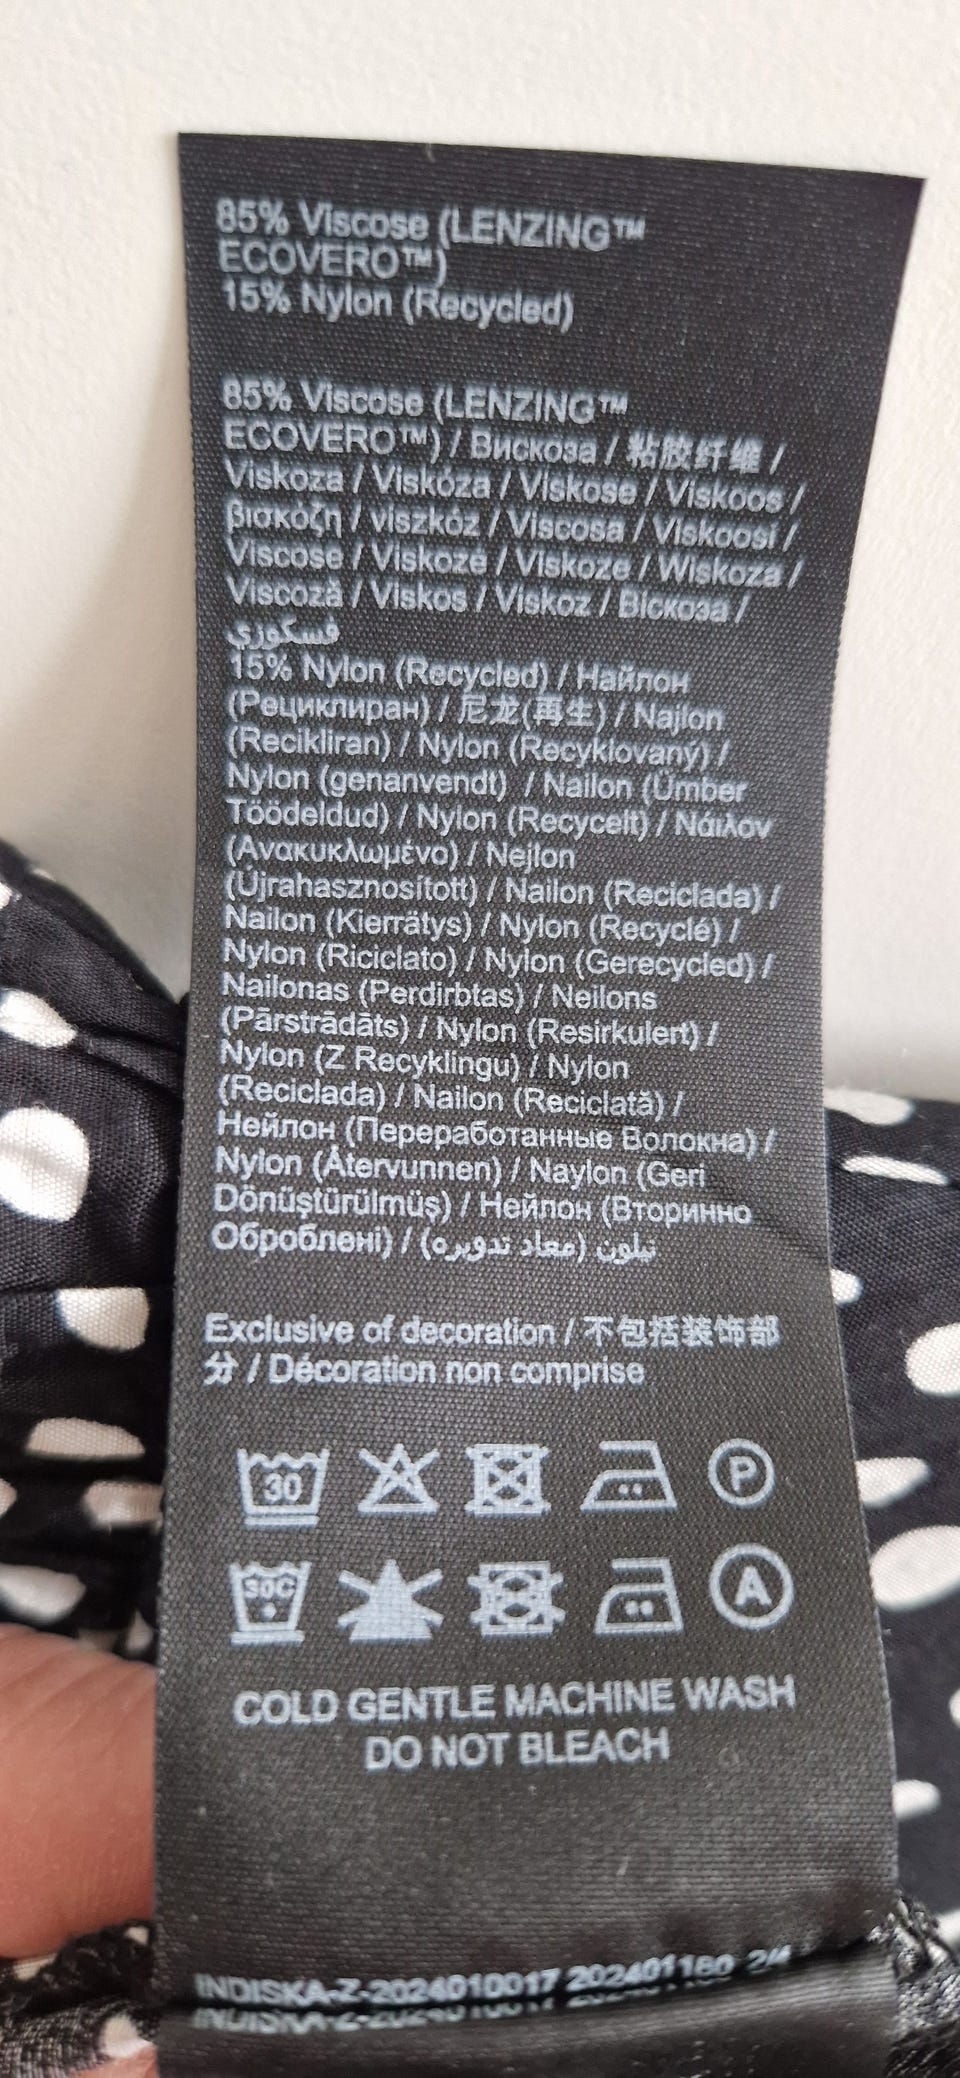 85% Viscose (LENZING™
ECOVERO™)
15% Nylon (Recycled)
85% Viscose (LENZING™
ECOVERO™) / Вискоза / 粘胶纤维 /
Viskoza / Viskóza / Viskose / Viskoos /
βισκόζη / viszkóz / Viscosa / Viskoosi /
Viscose / Viskoze / Viskoze / Wiskoza /
Viscoză / Viskos / Viskoz / Віскоза /
فسكوزي
15% Nylon (Recycled) / Найлон
(Рециклиран) / 尼龙(再生) / Najlon
(Recikliran) / Nylon (Recyklovaný) /
Nylon (genanvendt) / Nailon (Ümber
Töödeldud) / Nylon (Recycelt) / Νάιλον
(Ανακυκλωμένο) / Nejlon
(Újrahasznosított) / Nailon (Reciclada) /
Nailon (Kierrätys) / Nylon (Recyclé) /
Nylon (Riciclato) / Nylon (Gerecycled) /
Nailonas (Perdirbtas) / Neilons
(Pārstrādāts) / Nylon (Resirkulert) /
Nylon (Z Recyklingu) / Nylon
(Reciclada) / Nailon (Reciclată) /
Нейлон (Переработанные Волокна) /
Nylon (Återvunnen) / Naylon (Geri
Dönüştürülmüş) / Нейлон (Вторинно
Оброблені) / نيلون (معاد تدويره)
Exclusive of decoration / 不包括装饰部
分 / Décoration non comprise
30 P
30C A
COLD GENTLE MACHINE WASH
DO NOT BLEACH
INDISKA-Z-2024010017 202401180 2/4